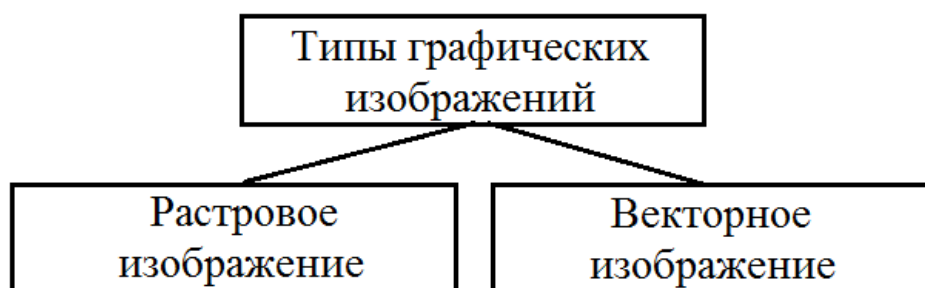 Типы графических
изображений
Растровое
изображение
Векторное
изображение